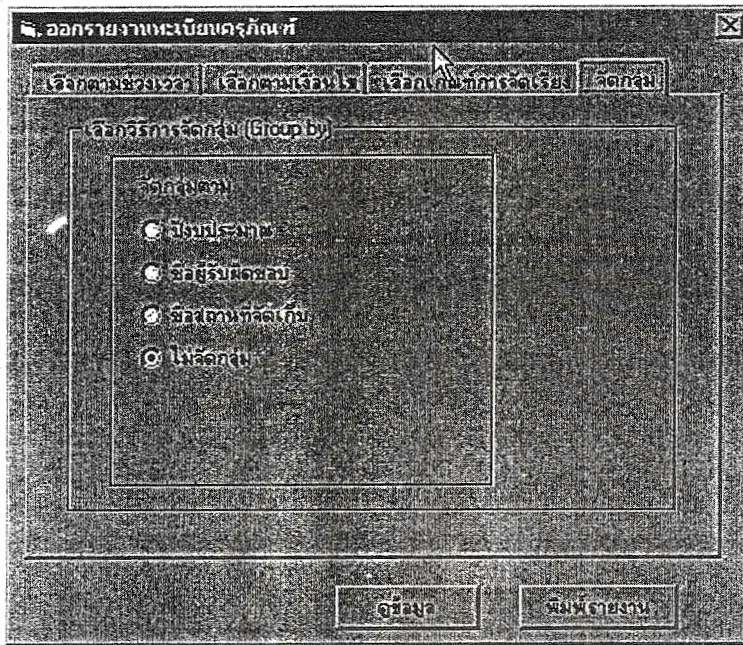 ออกรายงานทะเบียนครุภัณฑ์
เลือกตามช่วงเวลา เลือกตามเงื่อนไข เลือกเกณฑ์การจัดเรียง จัดกลุ่ม
เลือกวิธีการจัดกลุ่ม (Group by)
จัดกลุ่มตาม
ปีงบประมาณ
ชื่อผู้รับผิดชอบ
ชื่อสถานที่จัดเก็บ
ไม่จัดกลุ่ม
ดูข้อมูล พิมพ์รายงาน